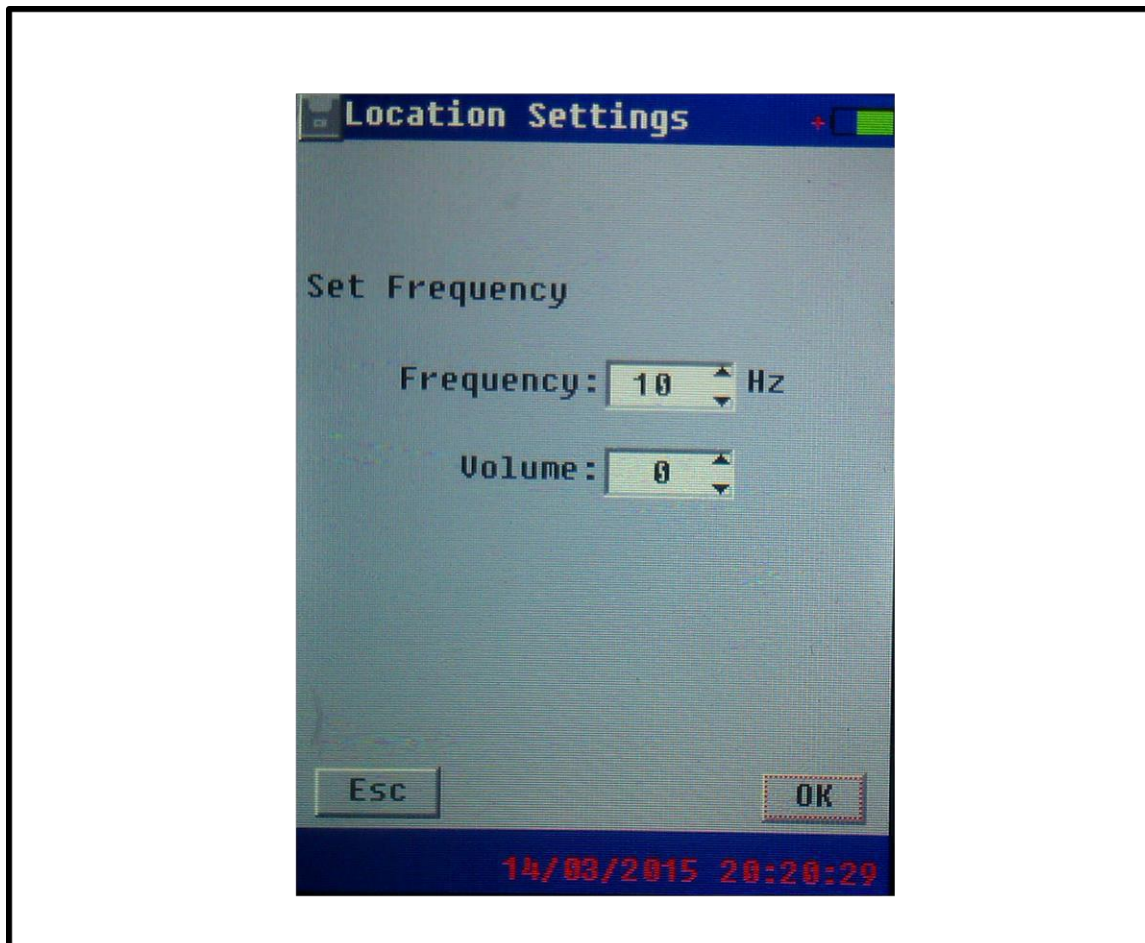 Location Settings
Set Frequency
Frequency: 10 Hz
Volume: 0
Esc OK
14/03/2015 20:20:29